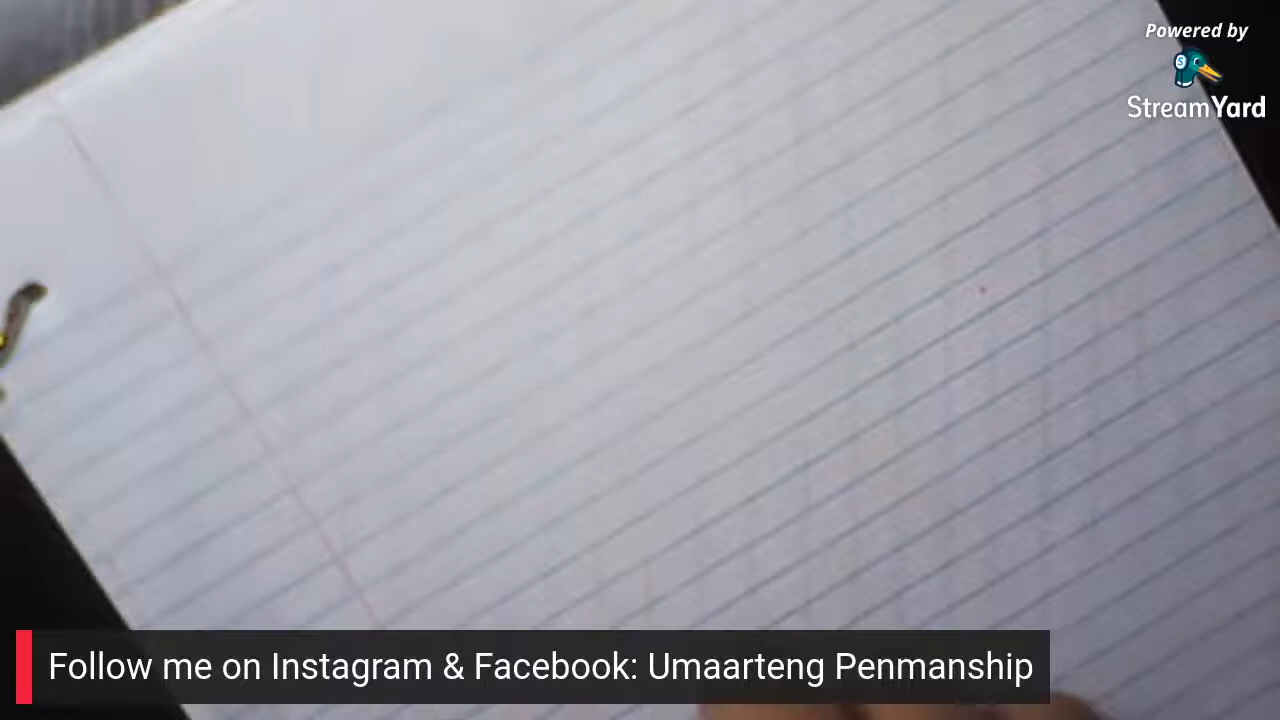 Powered by
StreamYard
Follow me on Instagram & Facebook: Umaarteng Penmanship